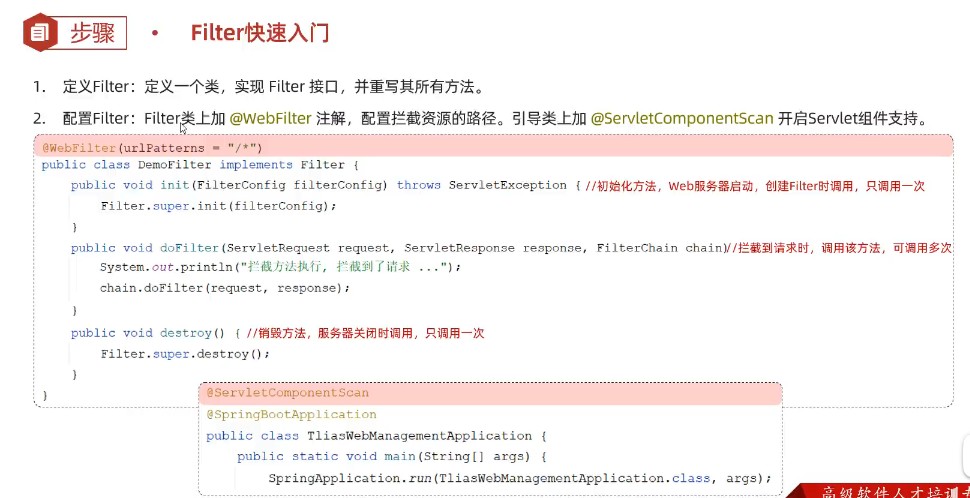 步骤 • Filter快速入门
1. 定义Filter：定义一个类，实现 Filter 接口，并重写其所有方法。
2. 配置Filter：Filter类上加 @WebFilter 注解，配置拦截资源的路径。引导类上加 @ServletComponentScan 开启Servlet组件支持。
@WebFilter(urlPatterns = "/*")
public class DemoFilter implements Filter {
public void init(FilterConfig filterConfig) throws ServletException { //初始化方法，Web服务器启动，创建Filter时调用，只调用一次
Filter.super.init(filterConfig);
}
public void doFilter(ServletRequest request, ServletResponse response, FilterChain chain)//拦截到请求时，调用该方法，可调用多次
System.out.println("拦截方法执行, 拦截到了请求 ...");
chain.doFilter(request, response);
}
public void destroy() { //销毁方法，服务器关闭时调用，只调用一次
Filter.super.destroy();
}
}
@ServletComponentScan
@SpringBootApplication
public class TliasWebManagementApplication {
public static void main(String[] args) {
SpringApplication.run(TliasWebManagementApplication.class, args);
高级软件人才培训